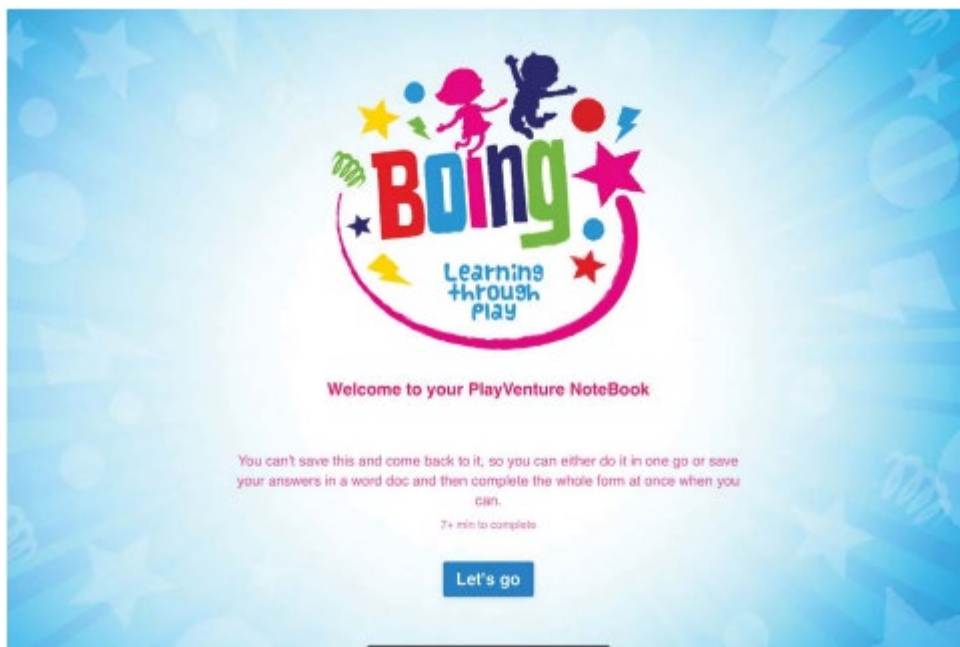 Boing
Learning
through
Play
Welcome to your PlayVenture NoteBook
You can't save this and come back to it, so you can either do it in one go or save
your answers in a word doc and then complete the whole form at once when you
can.
7+ min to complete
Let's go